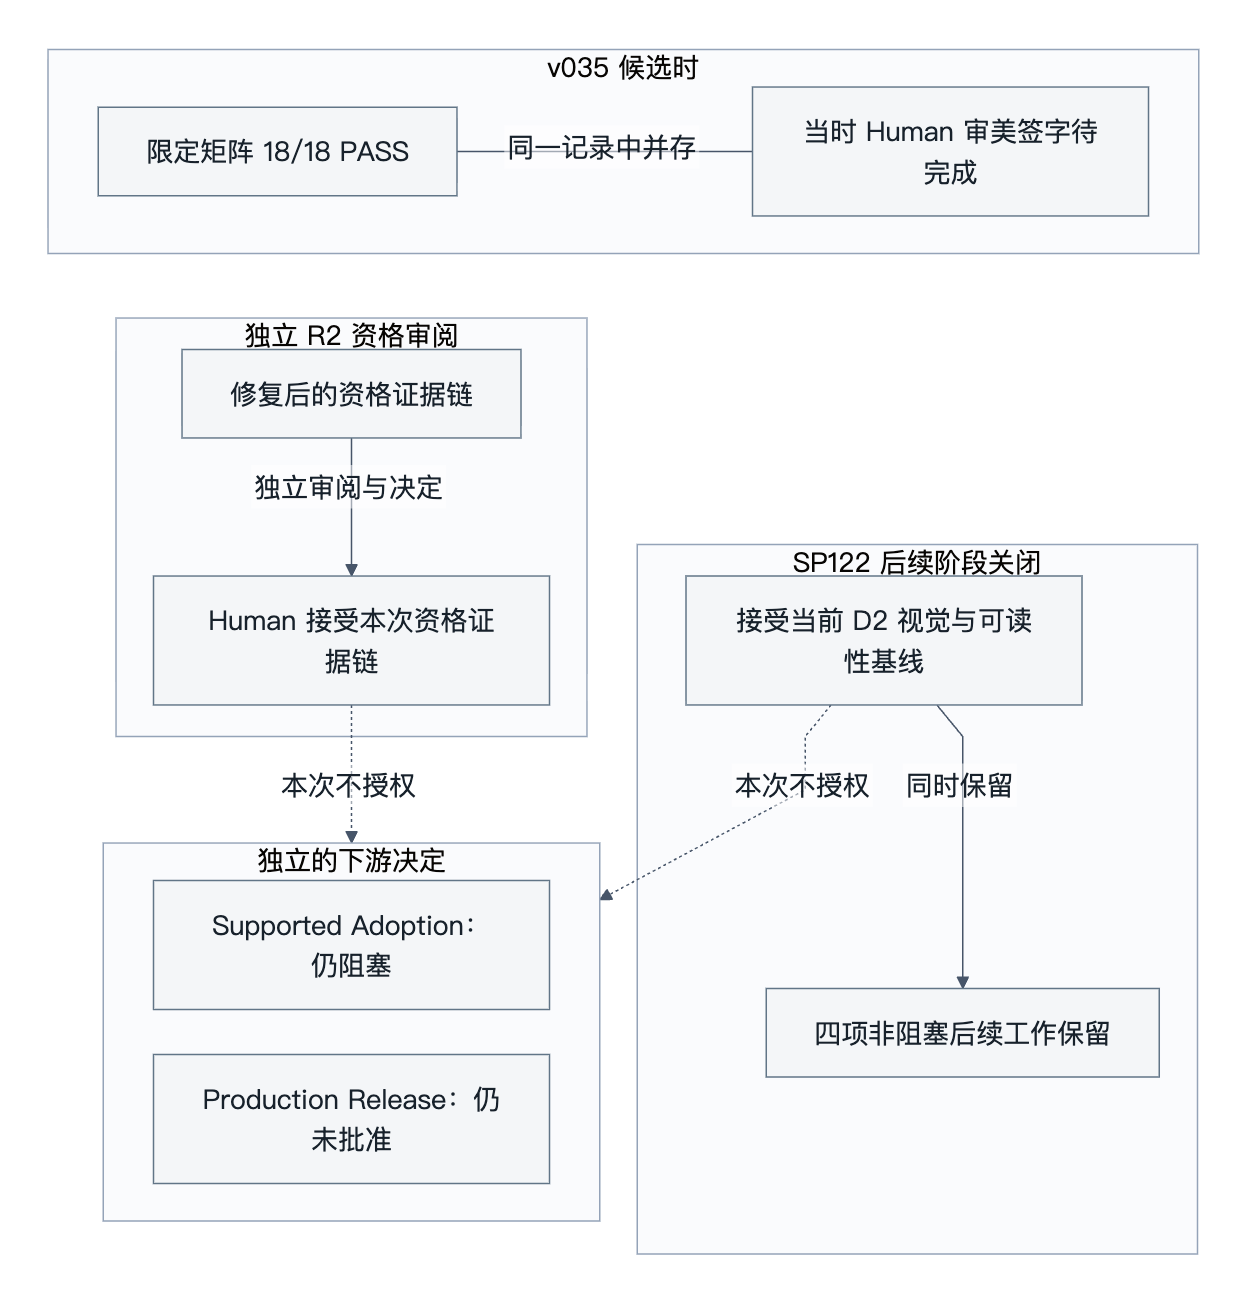 v035 候选时
限定矩阵 18/18 PASS
同一记录中并存
当时 Human 审美签字待
完成
独立 R2 资格审阅
修复后的资格证据链
独立审阅与决定
Human 接受本次资格证
据链
本次不授权
独立的下游决定
Supported Adoption：
仍阻塞
Production Release：仍
未批准
SP122 后续阶段关闭
接受当前 D2 视觉与可读
性基线
本次不授权
同时保留
四项非阻塞后续工作保留